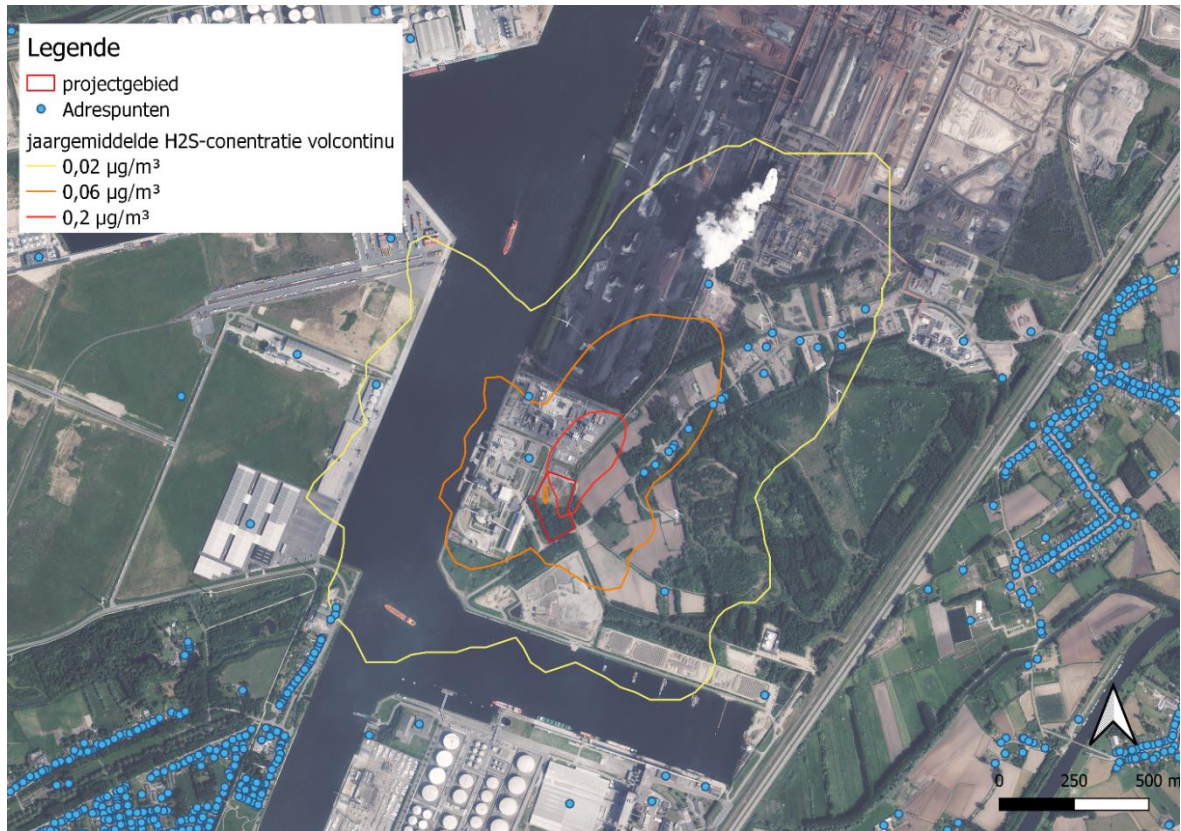 Legende
projectgebied
Adrespunten
jaargemiddelde H2S-conentratie volcontinu
0,02 µg/m³
0,06 µg/m³
0,2 µg/m³
0 250 500 m